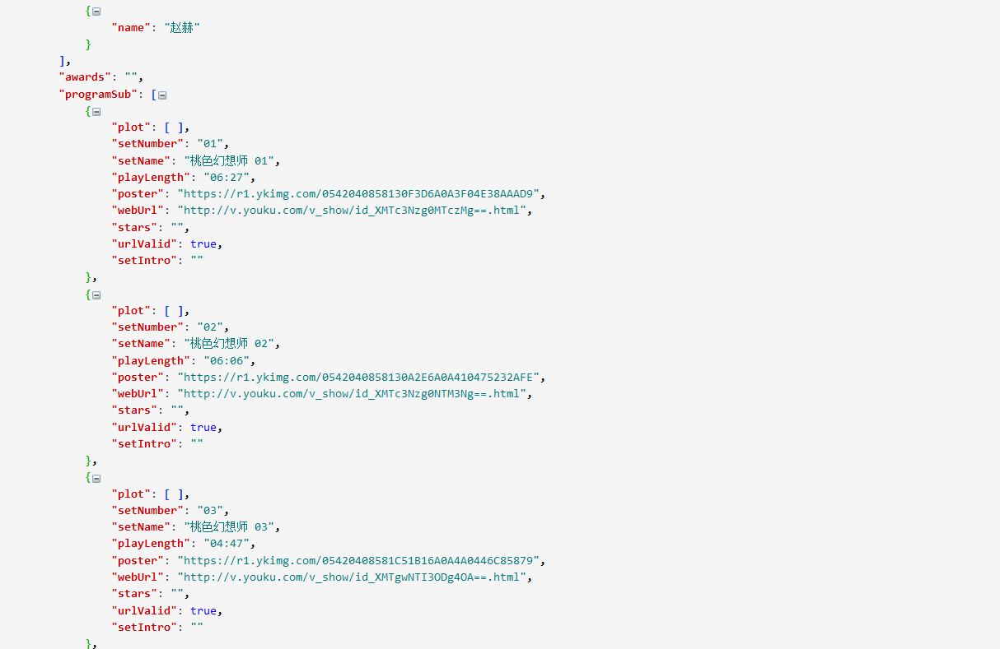 {
"name": "赵赫"
}
],
"awards": "",
"programSub": [
{
"plot": [ ],
"setNumber": "01",
"setName": "桃色幻想师 01",
"playLength": "06:27",
"poster": "https://r1.ykimg.com/0542040858130F3D6A0A3F04E38AAAD9",
"webUrl": "http://v.youku.com/v_show/id_XMTc3Nzg0MTczMg==.html",
"stars": "",
"urlValid": true,
"setIntro": ""
},
{
"plot": [ ],
"setNumber": "02",
"setName": "桃色幻想师 02",
"playLength": "06:06",
"poster": "https://r1.ykimg.com/0542040858130A2E6A0A410475232AFE",
"webUrl": "http://v.youku.com/v_show/id_XMTc3Nzg0NTM3Ng==.html",
"stars": "",
"urlValid": true,
"setIntro": ""
},
{
"plot": [ ],
"setNumber": "03",
"setName": "桃色幻想师 03",
"playLength": "04:47",
"poster": "https://r1.ykimg.com/05420408581C51B16A0A4A0446C85879",
"webUrl": "http://v.youku.com/v_show/id_XMTgwNTI3ODg4OA==.html",
"stars": "",
"urlValid": true,
"setIntro": ""
},